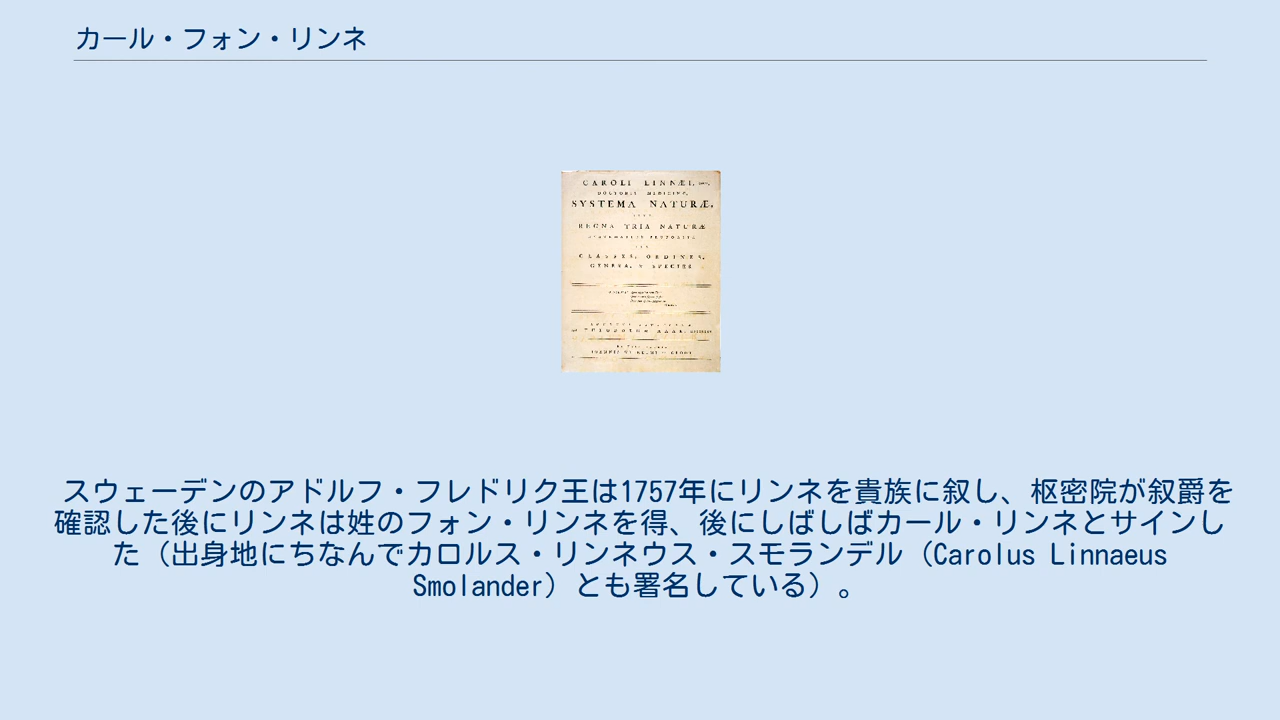 カール・フォン・リンネ
CAROLI LINNÆI,
DOCTORIS MEDICINÆ,
SYSTEMA NATURÆ,
SIVE
REGNA TRIA NATURÆ
SYSTEMATICE PROPOSITA
PER
CLASSES, ORDINES,
GENERA, & SPECIES
スウェーデンのアドルフ・フレドリク王は1757年にリンネを貴族に叙し、枢密院が叙爵を
確認した後にリンネは姓のフォン・リンネを得、後にしばしばカール・リンネとサインし
た（出身地にちなんでカロルス・リンネウス・スモランデル（Carolus Linnaeus
Smolander）とも署名している）。